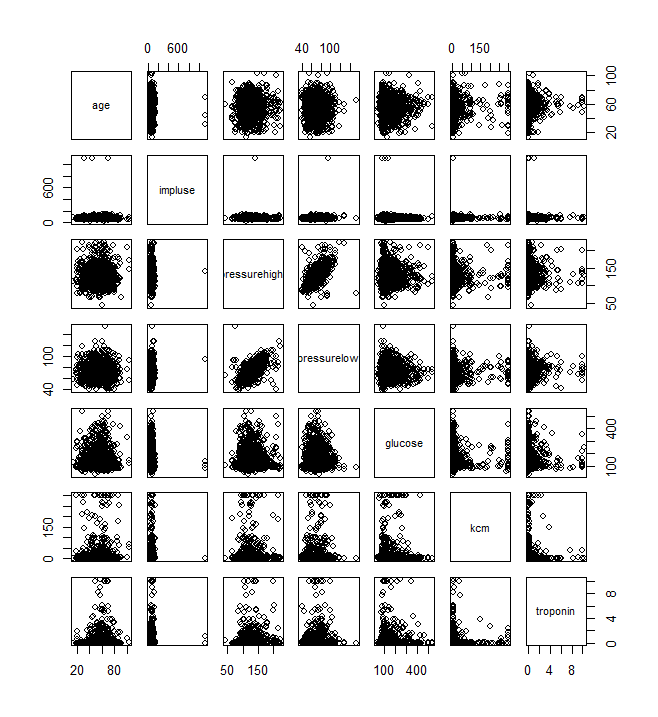 0 600
40 100
0 150
age
20 60 100
0 600
impluse
pressurehigh
50 150
40 100
pressurelow
glucose
100 400
0 150
kcm
troponin
0 4 8
20 80
50 150
100 400
0 4 8